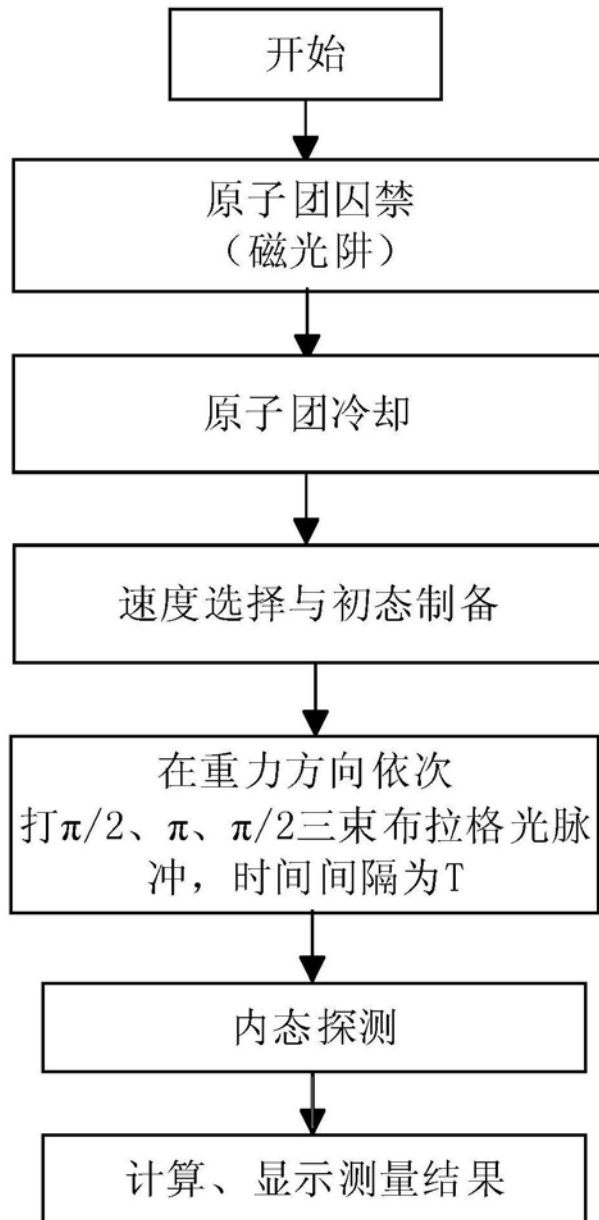 开始
原子团囚禁
（磁光阱）
原子团冷却
速度选择与初态制备
在重力方向依次
打π/2、π、π/2三束布拉格光脉
冲，时间间隔为T
内态探测
计算、显示测量结果